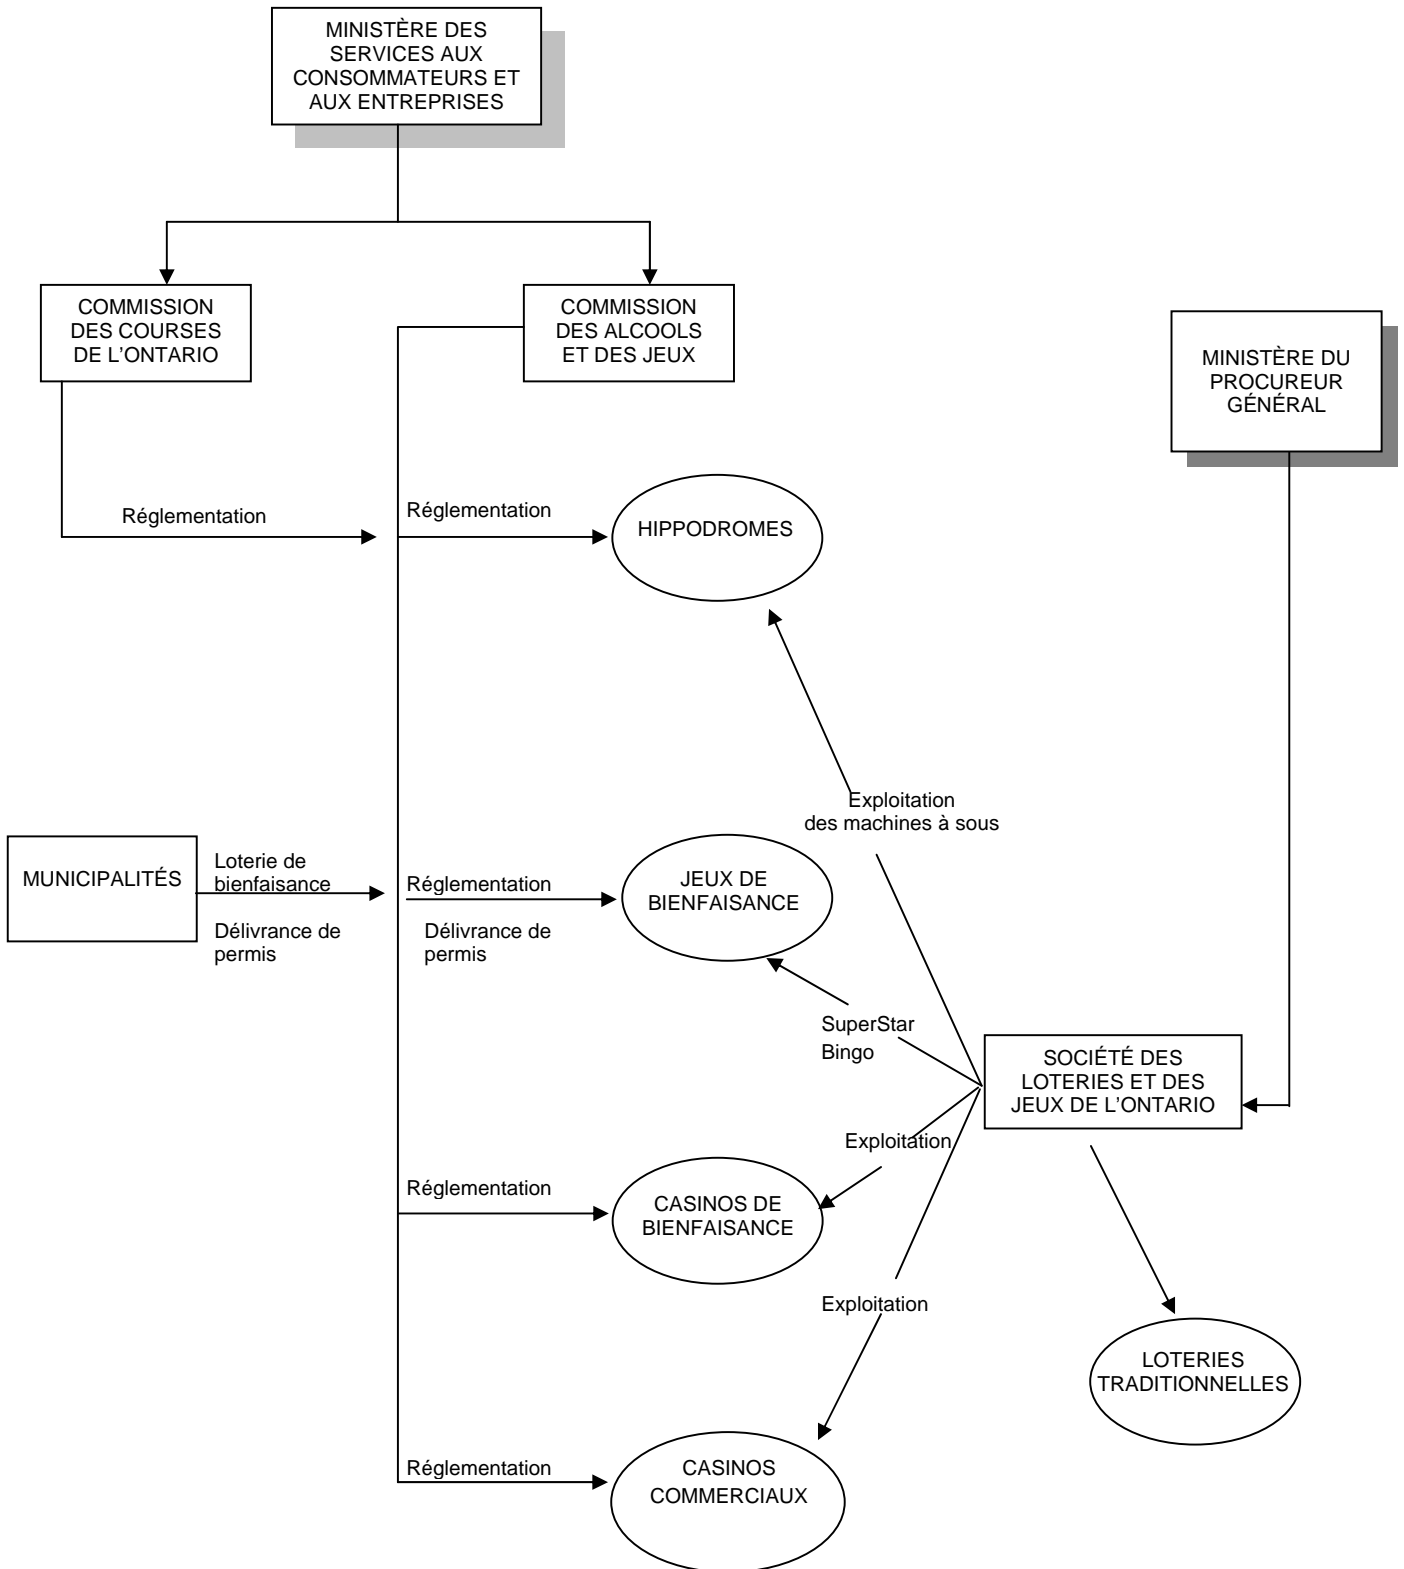 MINISTÈRE DES
SERVICES AUX
CONSOMMATEURS ET
AUX ENTREPRISES
COMMISSION
DES COURSES
DE L'ONTARIO
COMMISSION
DES ALCOOLS
ET DES JEUX
MINISTÈRE DU
PROCUREUR
GÉNÉRAL
Réglementation
Réglementation
HIPPODROMES
Exploitation
des machines à sous
MUNICIPALITÉS
Loterie de
bienfaisance
Délivrance de
permis
Réglementation
Délivrance de
permis
JEUX DE
BIENFAISANCE
SuperStar
Bingo
SOCIÉTÉ DES
LOTERIES ET DES
JEUX DE L'ONTARIO
Exploitation
Réglementation
CASINOS DE
BIENFAISANCE
Exploitation
LOTERIES
TRADITIONNELLES
Réglementation
CASINOS
COMMERCIAUX